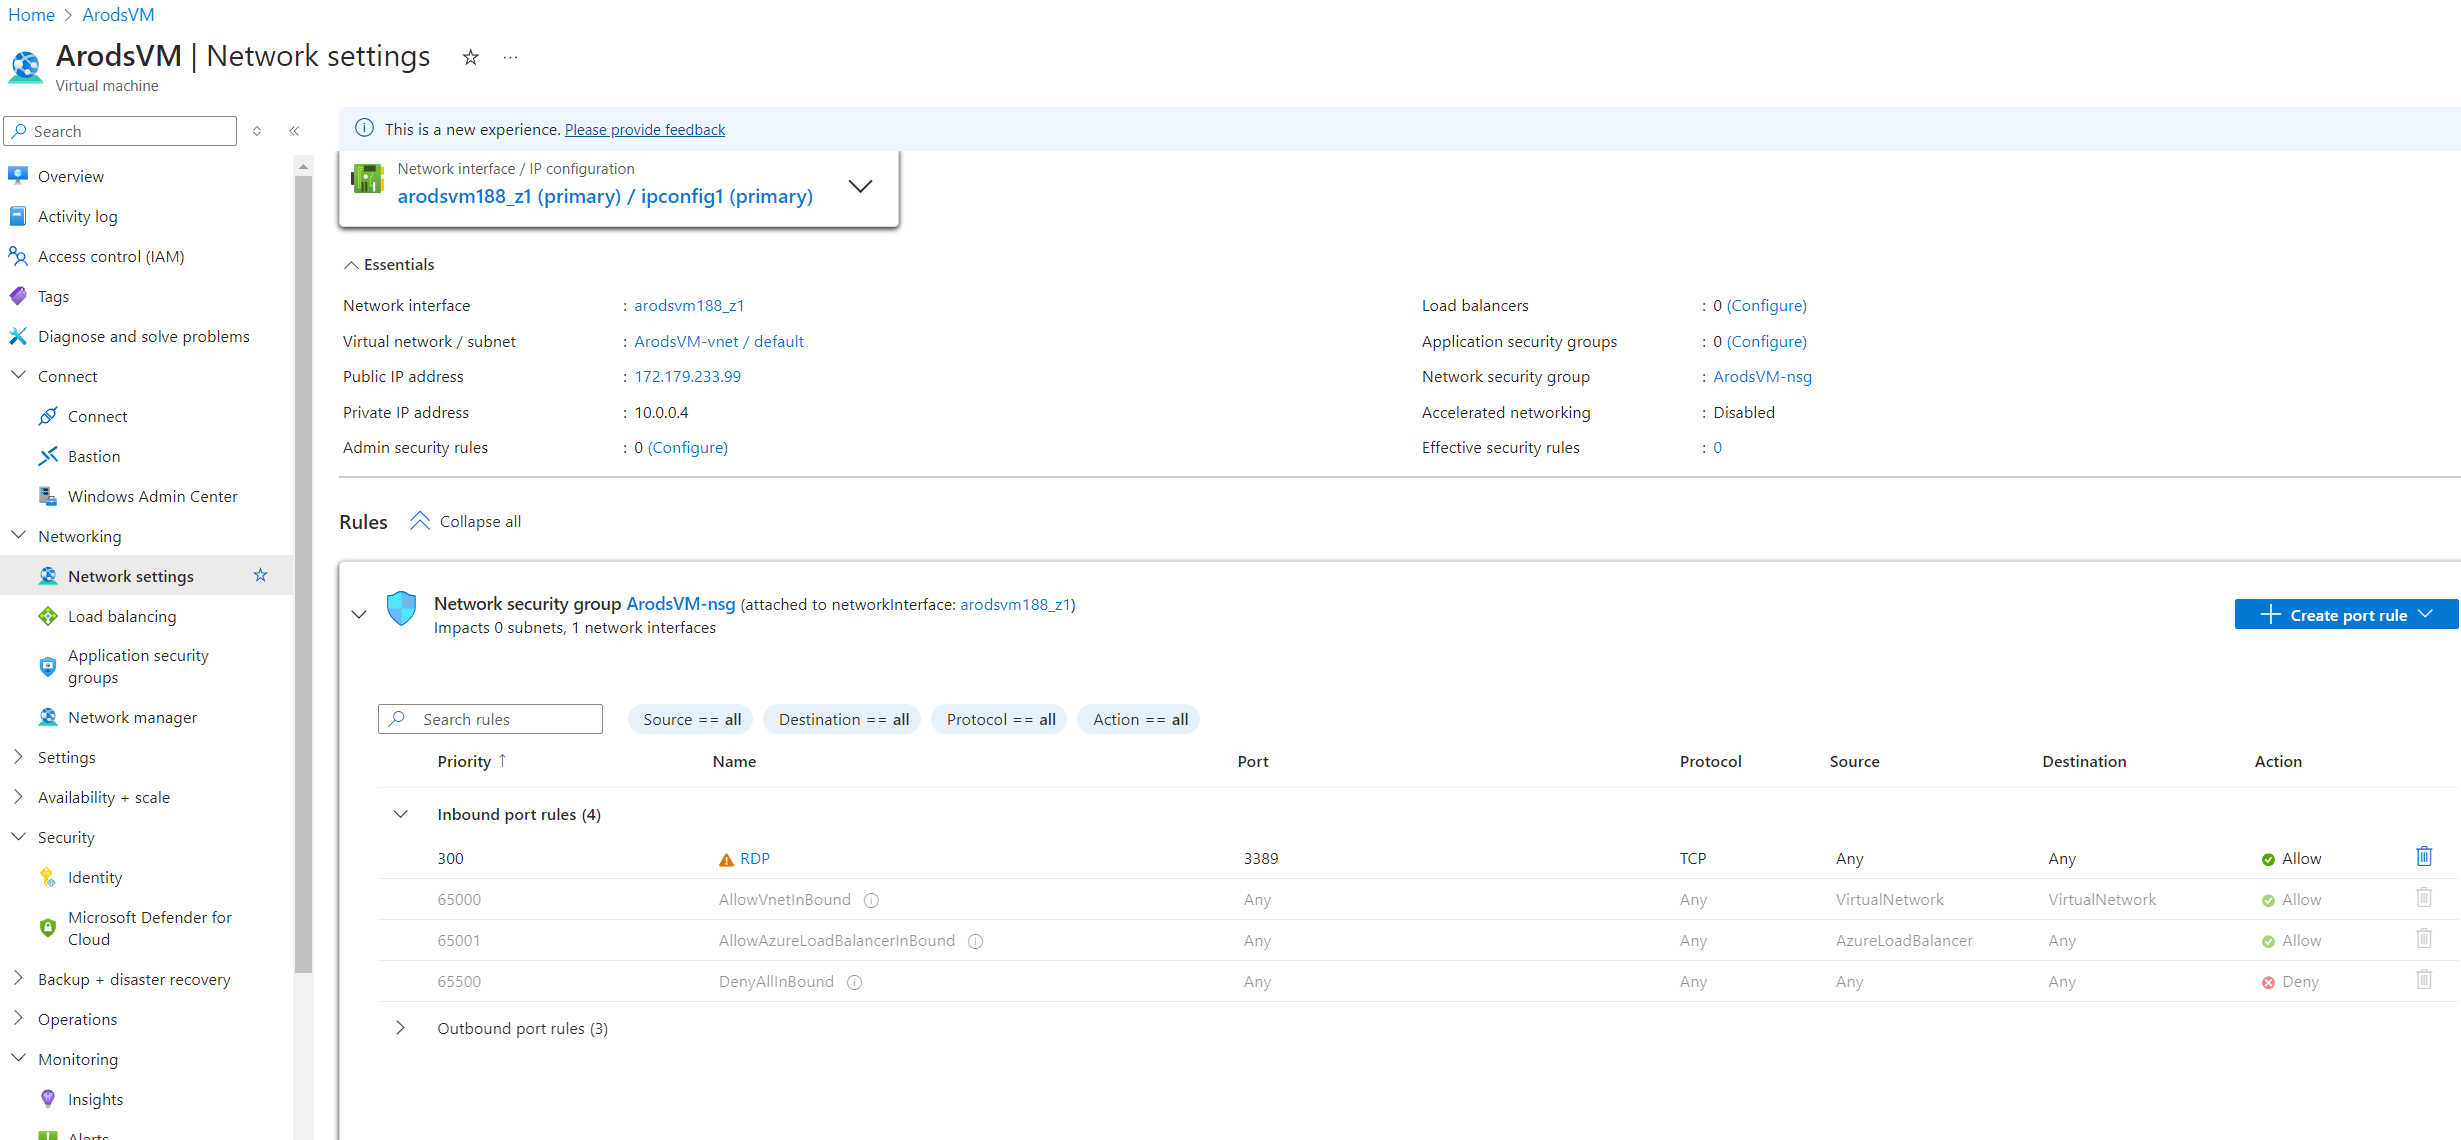 Home > ArodsVM
ArodsVM | Network settings
Virtual machine
Search
Overview
Activity log
Access control (IAM)
Tags
Diagnose and solve problems
Connect
Connect
Bastion
Windows Admin Center
Networking
Network settings
Load balancing
Application security
groups
Network manager
Settings
Availability + scale
Security
Identity
Microsoft Defender for
Cloud
Backup + disaster recovery
Operations
Monitoring
Insights
Alerts
This is a new experience. Please provide feedback
Network interface / IP configuration
arodsvm188_z1 (primary) / ipconfig1 (primary)
Essentials
Network interface : arodsvm188_z1
Virtual network / subnet : ArodsVM-vnet / default
Public IP address : 172.179.233.99
Private IP address : 10.0.0.4
Admin security rules : 0 (Configure)
Load balancers : 0 (Configure)
Application security groups : 0 (Configure)
Network security group : ArodsVM-nsg
Accelerated networking : Disabled
Effective security rules : 0
Rules Collapse all
Network security group ArodsVM-nsg (attached to networkInterface: arodsvm188_z1)
Impacts 0 subnets, 1 network interfaces
Create port rule
Search rules Source == all Destination == all Protocol == all Action == all
Priority ↑ Name Port Protocol Source Destination Action
Inbound port rules (4)
300 RDP 3389 TCP Any Any Allow
65000 AllowVnetInBound Any Any VirtualNetwork VirtualNetwork Allow
65001 AllowAzureLoadBalancerInBound Any Any AzureLoadBalancer Any Allow
65500 DenyAllInBound Any Any Any Any Deny
Outbound port rules (3)